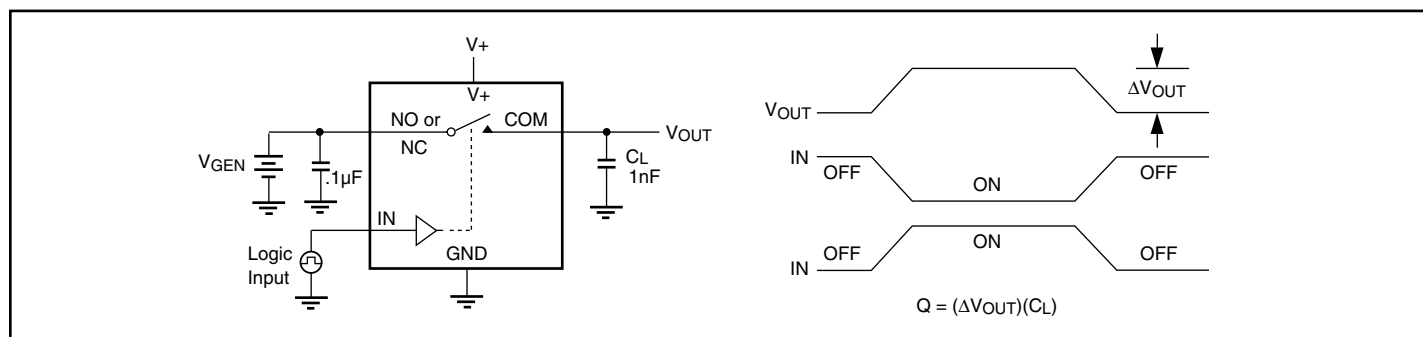 V+
V+
NO or
NC
COM
VOUT
VGEN
.1µF
CL
1nF
IN
GND
Logic
Input
VOUT
ΔVOUT
IN
OFF
ON
OFF
IN
OFF
ON
OFF
Q = (ΔVOUT)(CL)